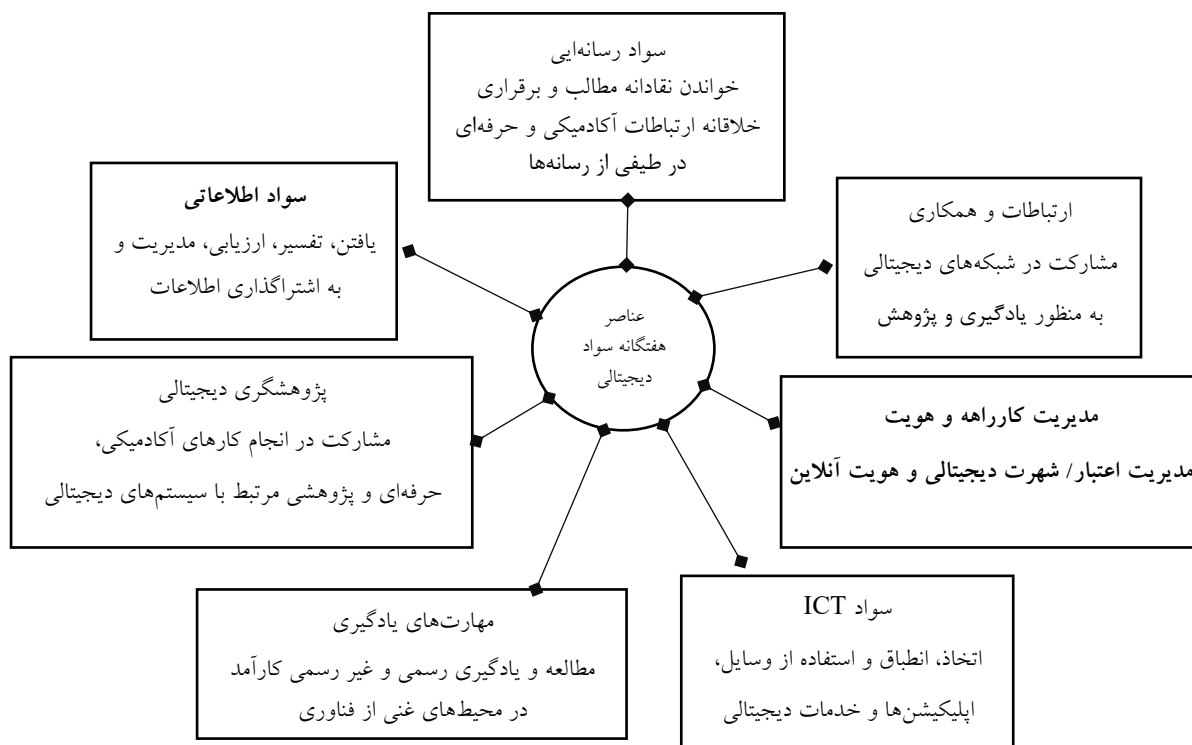 سواد رسانه‌ایی
خواندن نقادانه مطالب و برقراری
خلاقانه ارتباطات آکادمیکی و حرفه‌ای
در طیفی از رسانه‌ها
ارتباطات و همکاری
مشارکت در شبکه‌های دیجیتالی
به منظور یادگیری و پژوهش
سواد اطلاعاتی
یافتن، تفسیر، ارزیابی، مدیریت و
به اشتراگذاری اطلاعات
عناصر
هفتگانه سواد
دیجیتالی
مدیریت کارراهه و هویت
مدیریت اعتبار/ شهرت دیجیتالی و هویت آنلاین
پژوهشگری دیجیتالی
مشارکت در انجام کارهای آکادمیکی،
حرفه‌ای و پژوهشی مرتبط با سیستم‌های دیجیتالی
سواد ICT
اتخاذ، انطباق و استفاده از وسایل،
اپلیکیشن‌ها و خدمات دیجیتالی
مهارت‌های یادگیری
مطالعه و یادگیری رسمی و غیر رسمی کارآمد
در محیط‌های غنی از فناوری